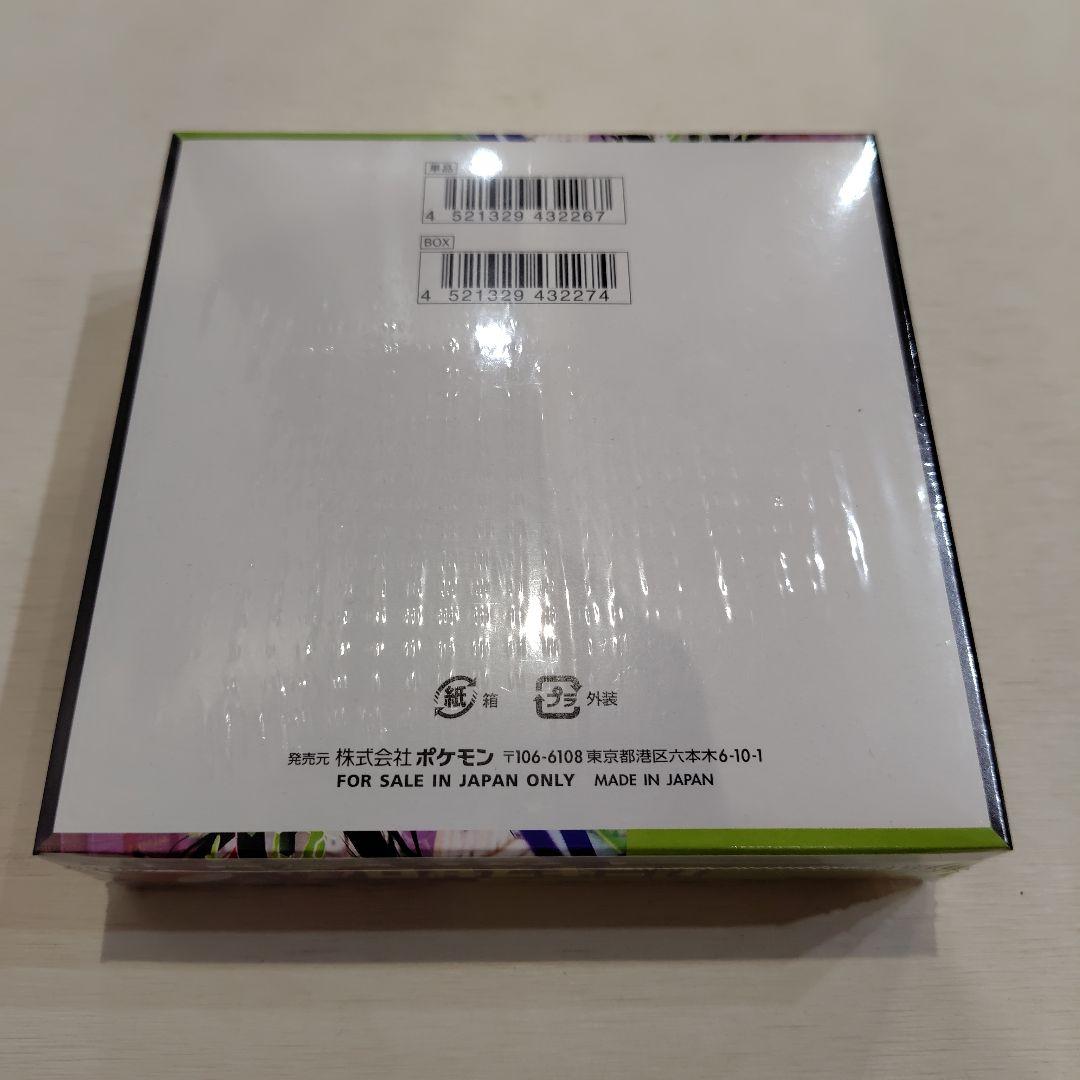 単品
4 521329 432267
BOX
4 521329 432274
紙 箱 プラ 外装
発売元 株式会社 ポケモン 〒106-6108 東京都港区六本木6-10-1
FOR SALE IN JAPAN ONLY MADE IN JAPAN